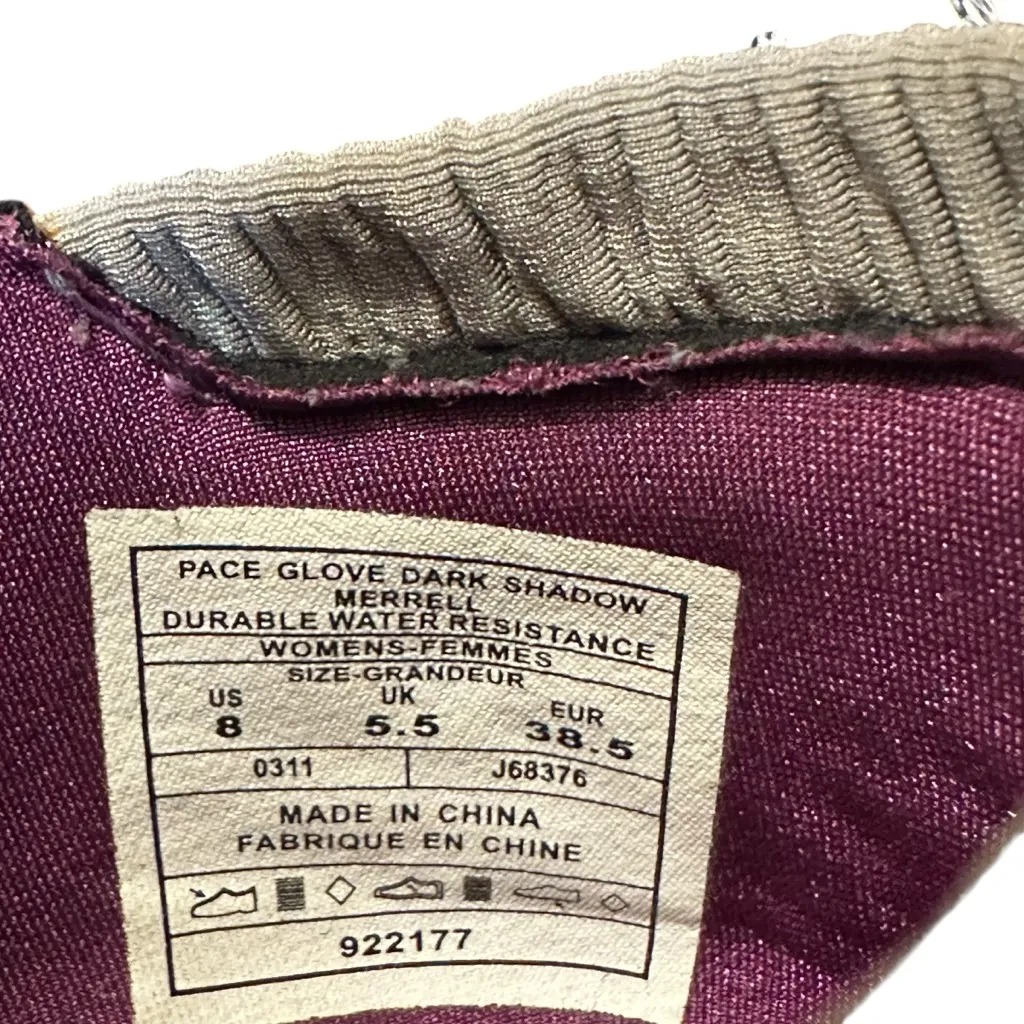 PACE GLOVE DARK SHADOW
MERRELL
DURABLE WATER RESISTANCE
WOMENS-FEMMES
SIZE-GRANDEUR
US UK EUR
8 5.5 38.5
0311 J68376
MADE IN CHINA
FABRIQUE EN CHINE
922177